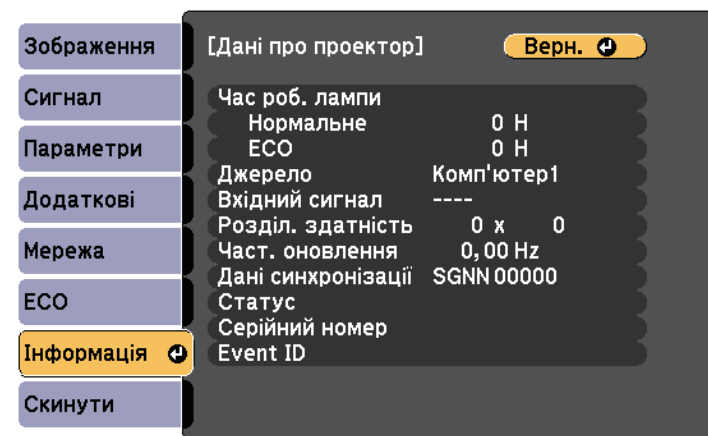 Зображення
Сигнал
Параметри
Додаткові
Мережа
ECO
Інформація
Скинути
[Дані про проектор] Верн.
Час роб. лампи
Нормальне 0 H
ECO 0 H
Джерело Комп'ютер1
Вхідний сигнал ----
Розділ. здатність 0 x 0
Част. оновлення 0,00 Hz
Дані синхронізації SGNN 00000
Статус
Серійний номер
Event ID